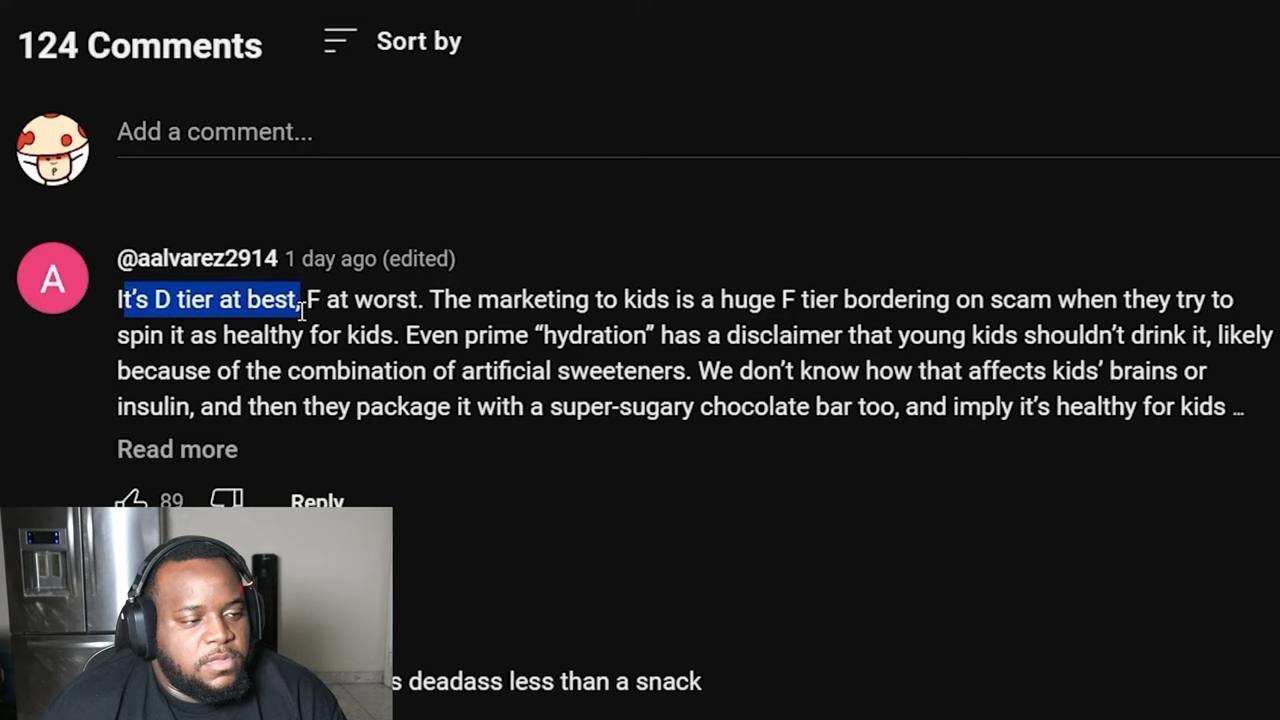 124 Comments
Sort by
Add a comment...
@aalvarez2914 1 day ago (edited)
It’s D tier at best, F at worst. The marketing to kids is a huge F tier bordering on scam when they try to
spin it as healthy for kids. Even prime “hydration” has a disclaimer that young kids shouldn’t drink it, likely
because of the combination of artificial sweeteners. We don’t know how that affects kids’ brains or
insulin, and then they package it with a super-sugary chocolate bar too, and imply it’s healthy for kids ...
Read more
89 Reply
s deadass less than a snack